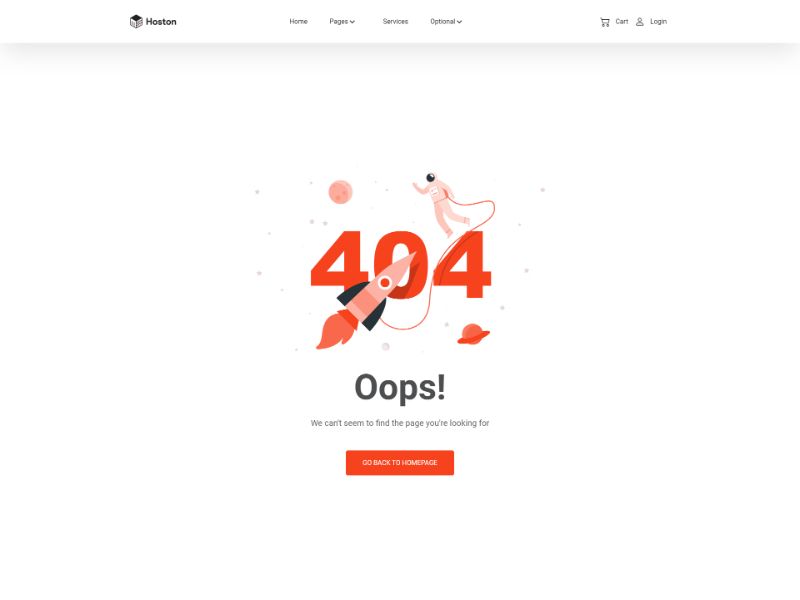 Hoston
Home
Pages
Services
Optional
Cart
Login
404
Oops!
We can't seem to find the page you're looking for
GO BACK TO HOMEPAGE